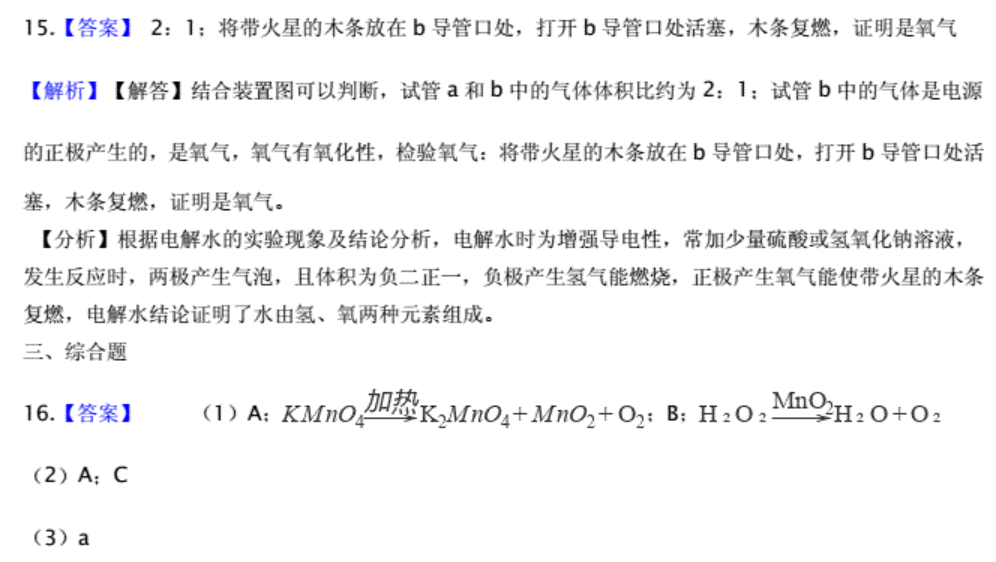 15.【答案】 2：1；将带火星的木条放在 b 导管口处，打开 b 导管口处活塞，木条复燃，证明是氧气
【解析】【解答】结合装置图可以判断，试管 a 和 b 中的气体体积比约为 2：1；试管 b 中的气体是电源
的正极产生的，是氧气，氧气有氧化性，检验氧气：将带火星的木条放在 b 导管口处，打开 b 导管口处活
塞，木条复燃，证明是氧气。
【分析】根据电解水的实验现象及结论分析，电解水时为增强导电性，常加少量硫酸或氢氧化钠溶液，
发生反应时，两极产生气泡，且体积为负二正一，负极产生氢气能燃烧，正极产生氧气能使带火星的木条
复燃，电解水结论证明了水由氢、氧两种元素组成。
三、综合题
16.【答案】 （1）A；KMnO₄ 加热→ K₂MnO₄+MnO₂+O₂；B；H₂O₂ MnO₂→ H₂O+O₂
（2）A；C
（3）a